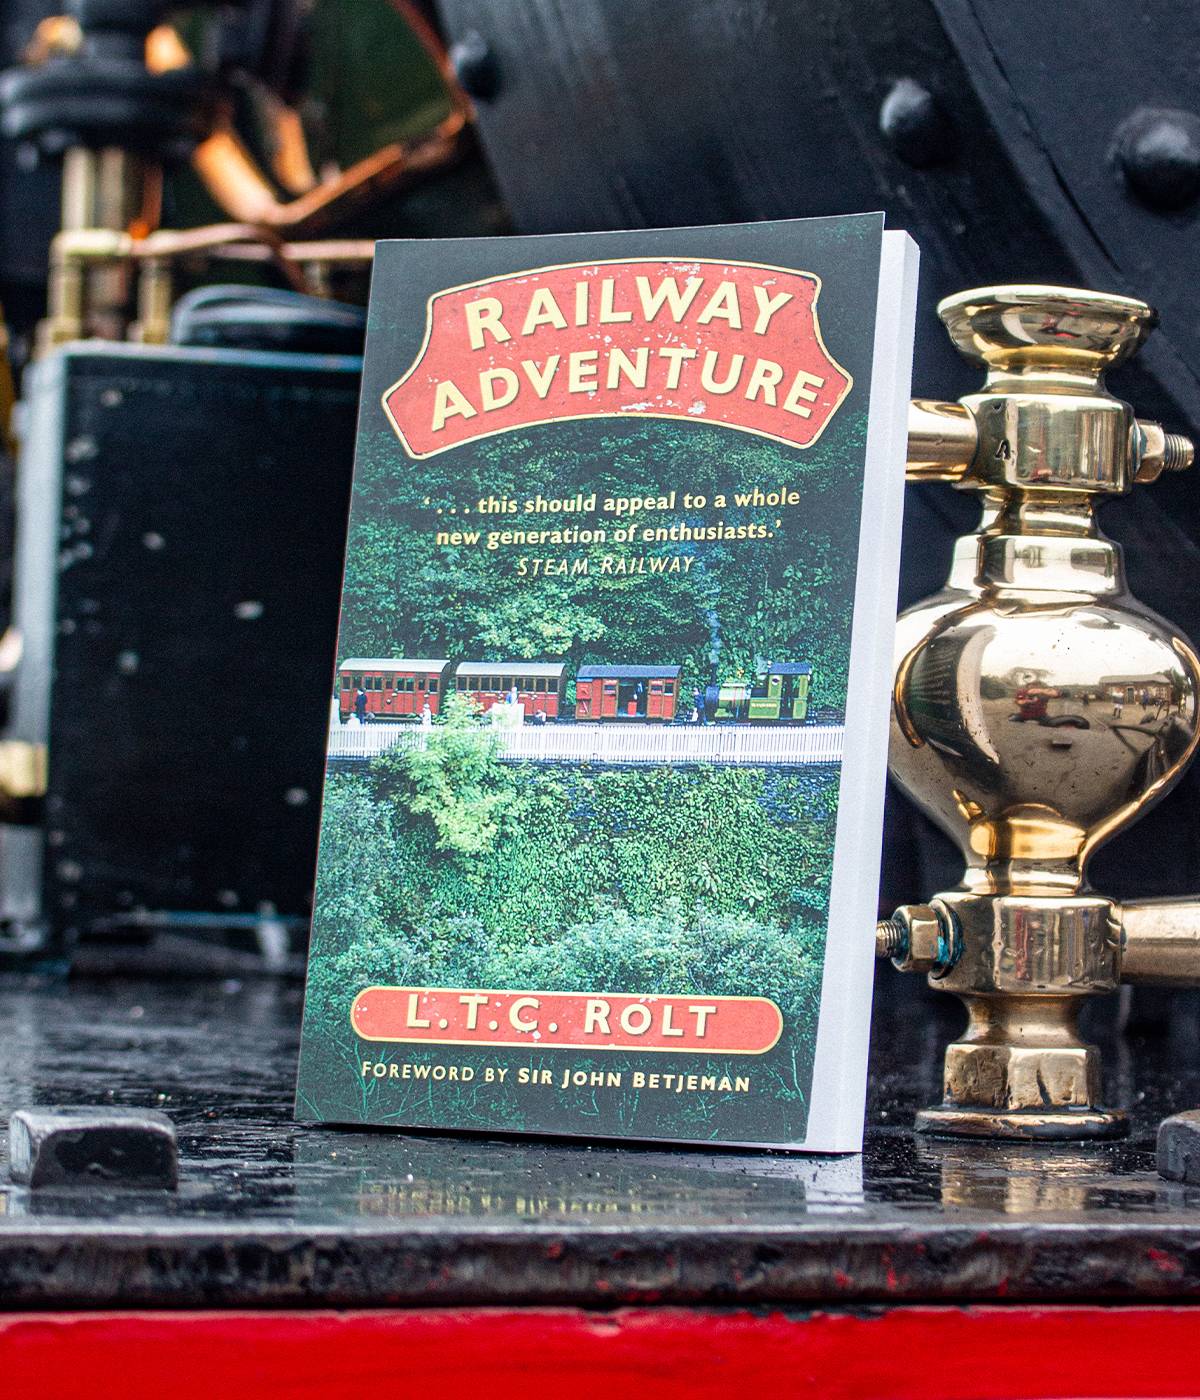 RAILWAY
ADVENTURE
‘. . . this should appeal to a whole
new generation of enthusiasts.’
STEAM RAILWAY
L.T.C. ROLT
FOREWORD BY SIR JOHN BETJEMAN